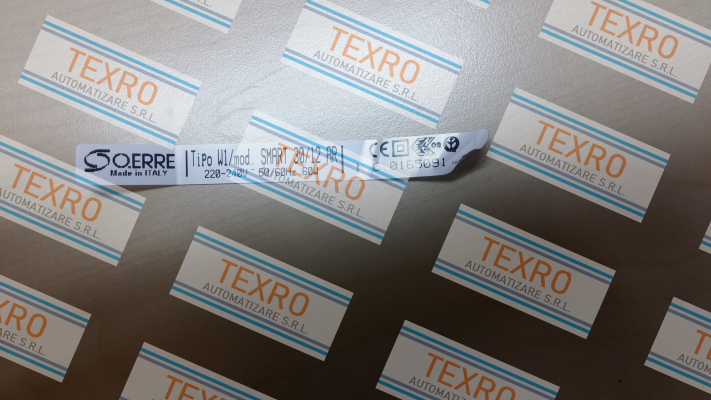 O.ERRE
Made in ITALY
Tipo W1/mod. SMART 30/12 AR
220-240V~ 50/60Hz 60W
CE
E 0165091
TEXRO
AUTOMATIZARE S.R.L.
TEXRO
AUTOMATIZARE S.R.L.
TEXRO
AUTOMATIZARE S.R.L.
TEXRO
AUTOMATIZARE S.R.L.
TEXRO
AUTOMATIZARE S.R.L.
TEXRO
AUTOMATIZARE S.R.L.
TEXRO
AUTOMATIZARE S.R.L.
TEXRO
AUTOMATIZARE S.R.L.
TEXRO
AUTOMATIZARE S.R.L.
TEXRO
AUTOMATIZARE S.R.L.
TEXRO
TEXRO